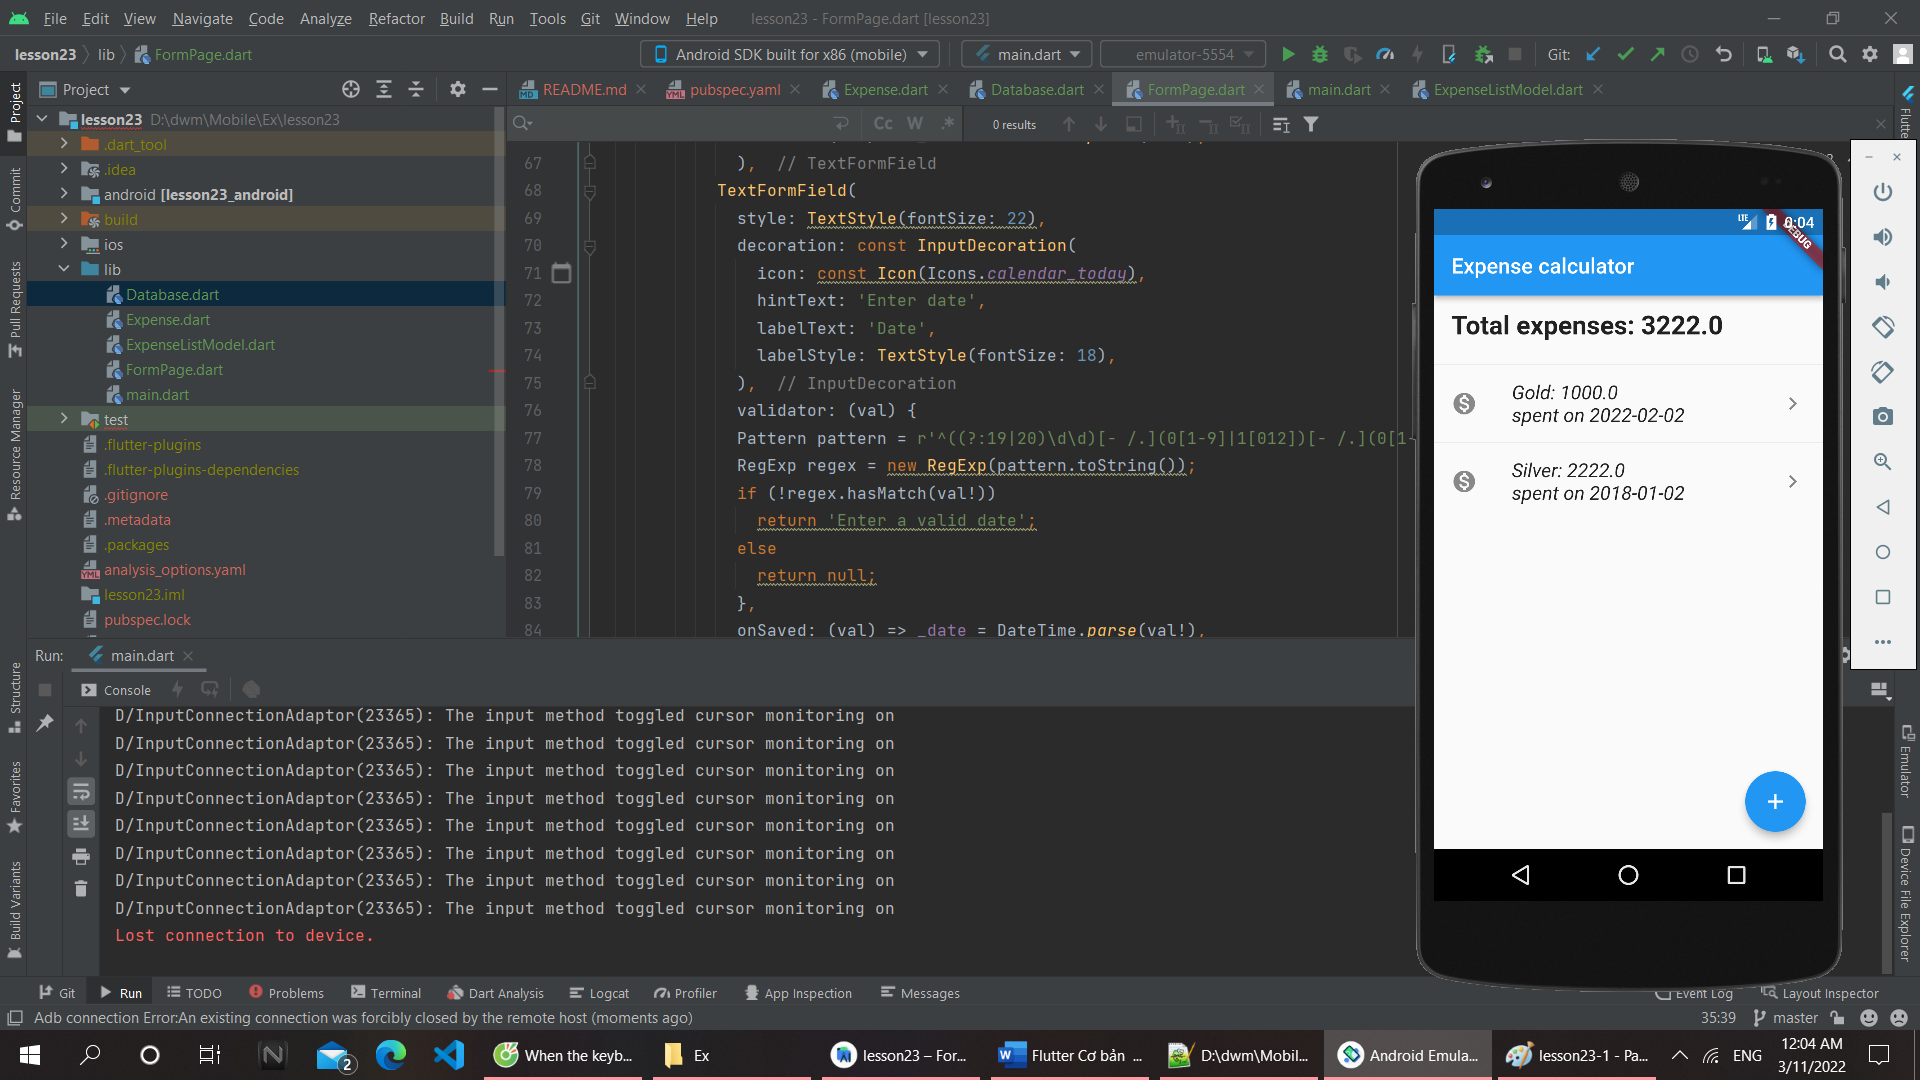 File Edit View Navigate Code Analyze Refactor Build Run Tools Git Window Help lesson23 - FormPage.dart [lesson23]
lesson23 lib FormPage.dart Android SDK built for x86 (mobile) main.dart emulator-5554 Git:
Project README.md pubspec.yaml Expense.dart Database.dart FormPage.dart main.dart ExpenseListModel.dart
Cc W .* 0 results
lesson23 D:\dwm\Mobile\Ex\lesson23
.dart_tool
.idea
android [lesson23_android]
build
ios
lib
Database.dart
Expense.dart
ExpenseListModel.dart
FormPage.dart
main.dart
test
.flutter-plugins
.flutter-plugins-dependencies
.gitignore
.metadata
.packages
analysis_options.yaml
lesson23.iml
pubspec.lock
67 ), // TextFormField
68 TextFormField(
69 style: TextStyle(fontSize: 22),
70 decoration: const InputDecoration(
71 icon: const Icon(Icons.calendar_today),
72 hintText: 'Enter date',
73 labelText: 'Date',
74 labelStyle: TextStyle(fontSize: 18),
75 ), // InputDecoration
76 validator: (val) {
77 Pattern pattern = r'^((?:19|20)\d\d)[- /.](0[1-9]|1[012])[- /.](0[1-
78 RegExp regex = new RegExp(pattern.toString());
79 if (!regex.hasMatch(val!))
80 return 'Enter a valid date';
81 else
82 return null;
83 },
84 onSaved: (val) => _date = DateTime.parse(val!),
Project
Commit
Pull Requests
Resource Manager
Structure
Favorites
Build Variants
Flutter
Emulator
Device File Explorer
LTE 0:04
DEBUG
Expense calculator
Total expenses: 3222.0
Gold: 1000.0
spent on 2022-02-02
Silver: 2222.0
spent on 2018-01-02
Run: main.dart
Console
D/InputConnectionAdaptor(23365): The input method toggled cursor monitoring on
D/InputConnectionAdaptor(23365): The input method toggled cursor monitoring on
D/InputConnectionAdaptor(23365): The input method toggled cursor monitoring on
D/InputConnectionAdaptor(23365): The input method toggled cursor monitoring on
D/InputConnectionAdaptor(23365): The input method toggled cursor monitoring on
D/InputConnectionAdaptor(23365): The input method toggled cursor monitoring on
D/InputConnectionAdaptor(23365): The input method toggled cursor monitoring on
D/InputConnectionAdaptor(23365): The input method toggled cursor monitoring on
Lost connection to device.
Git Run TODO Problems Terminal Dart Analysis Logcat Profiler App Inspection Messages Event Log Layout Inspector
Adb connection Error:An existing connection was forcibly closed by the remote host (moments ago) 35:39 master
2 When the keyb... Ex lesson23 – For... Flutter Cơ bản ... D:\dwm\Mobil... Android Emula... lesson23-1 - Pa... ENG 12:04 AM
3/11/2022